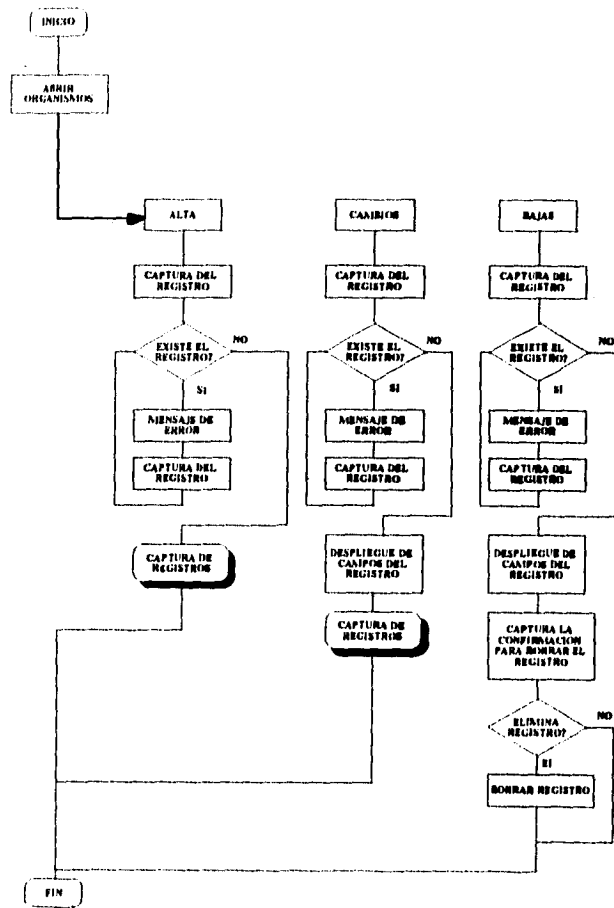 INICIO
ABRIR
ORGANISMOS
ALTA
CAPTURA DEL
REGISTRO
EXISTE EL
REGISTRO?
NO
SI
MENSAJE DE
ERROR
CAPTURA DEL
REGISTRO
CAPTURA DE
REGISTROS
CAMBIOS
CAPTURA DEL
REGISTRO
EXISTE EL
REGISTRO?
NO
SI
MENSAJE DE
ERROR
CAPTURA DEL
REGISTRO
DESPLIEGUE DE
CAMPOS DEL
REGISTRO
CAPTURA DE
REGISTROS
BAJAS
CAPTURA DEL
REGISTRO
EXISTE EL
REGISTRO?
NO
SI
MENSAJE DE
ERROR
CAPTURA DEL
REGISTRO
DESPLIEGUE DE
CAMPOS DEL
REGISTRO
CAPTURA LA
CONFIRMACION
PARA BORRAR EL
REGISTRO
ELIMINA
REGISTRO?
NO
SI
BORRAR REGISTRO
FIN